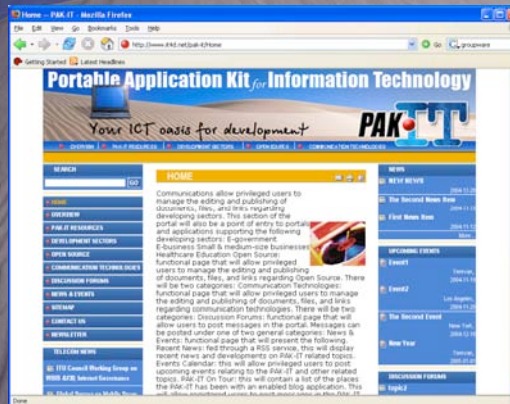 Home - PAK-IT - Mozilla Firefox
File Edit View Go Bookmarks Tools Help
Go
groupware
Getting Started Latest Headlines
Portable Application Kit for Information Technology
Your ICT oasis for development
PAK IT
OVERVIEW PAK-IT RESOURCES DEVELOPMENT SECTORS OPEN SOURCE COMMUNICATION TECHNOLOGIES
SEARCH
GO
HOME
OVERVIEW
PAK-IT RESOURCES
DEVELOPMENT SECTORS
OPEN SOURCE
COMMUNICATION TECHNOLOGIES
DISCUSSION FORUMS
NEWS & EVENTS
SITEMAP
CONTACT US
NEWSLETTER
TELECOM NEWS
ITU Council Working Group on
WSIS: Internet Governance
HOME
Communications allow privileged users to
manage the editing and publishing of
documents, files, and links regarding
developing sectors. This section of the
portal will also be a point of entry to portals
and applications supporting the following
developing sectors: E-government
E-business Small & medium-size businesses
Healthcare Education Open Source:
functional page that will allow privileged
users to manage the editing and publishing
of documents, files, and links regarding Open Source. There
will be two categories: Communication Technologies:
functional page that will allow privileged users to manage
the editing and publishing of documents, files, and links
regarding communication technologies. There will be two
categories: Discussion Forums: functional page that will
allow users to post messages in the portal. Messages can
be posted under one of two general categories: News &
Events: functional page that will present the following.
Recent News: fed through a RSS service, this will display
recent news and developments on PAK-IT related topics.
Events Calendar: this will allow privileged users to post
upcoming events relating to the PAK-IT and other related
topics. PAK-IT On Tour: this will contain a list of the places
the PAK-IT has been with an enabled blog application. This
NEWS
NEW NEWS
The Second News Item
First News Item
More...
UPCOMING EVENTS
Event1
Event2
Los Angeles,
The Second Event
New York,
New Year
DISCUSSION FORUMS
topic2
Done